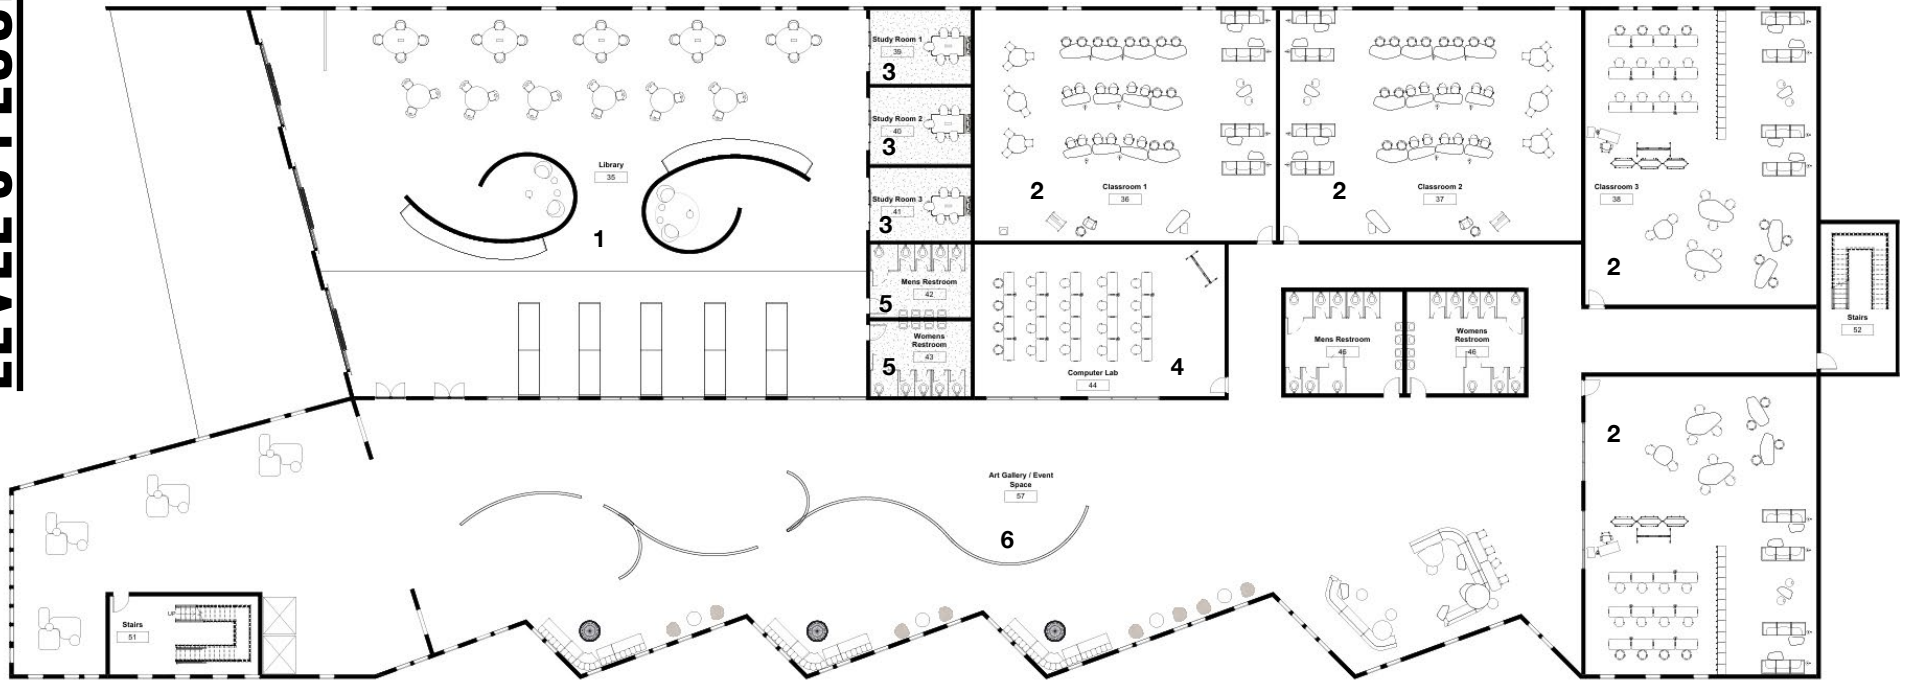 Study Room 1
39
3
Study Room 2
40
3
Study Room 3
41
3
Library
35
1
2
Classroom 1
36
2
Classroom 2
37
Classroom 3
38
2
Mens Restroom
42
5
Womens
Restroom
43
5
Computer Lab
44
4
Mens Restroom
45
Womens
Restroom
46
Stairs
52
2
Art Gallery / Event
Space
57
6
Stairs
51
UP